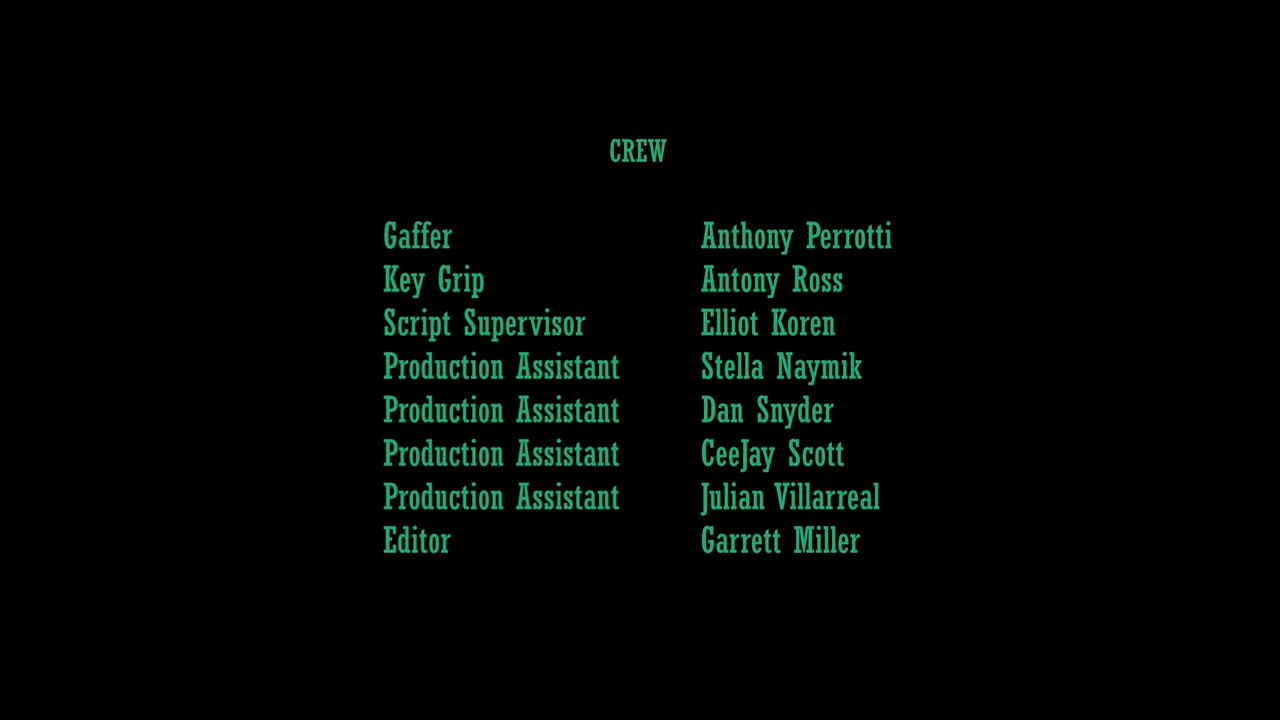 CREW
Gaffer Anthony Perrotti
Key Grip Antony Ross
Script Supervisor Elliot Koren
Production Assistant Stella Naymik
Production Assistant Dan Snyder
Production Assistant CeeJay Scott
Production Assistant Julian Villarreal
Editor Garrett Miller